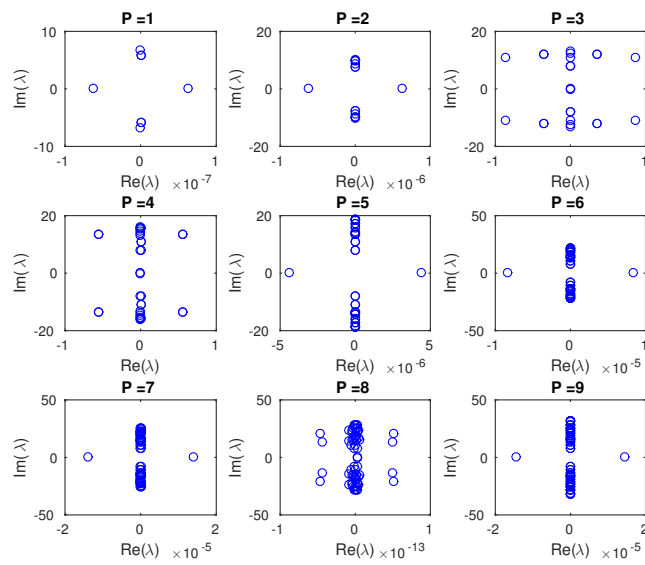 P =1
P =2
P =3
10
0
-10
Im(λ)
-1
0
1
Re(λ)
×10⁻⁷
20
0
-20
Im(λ)
-1
0
1
Re(λ)
×10⁻⁶
20
0
-20
Im(λ)
-1
0
1
Re(λ)
P =4
P =5
P =6
20
0
-20
Im(λ)
-1
0
1
Re(λ)
20
0
-20
Im(λ)
-5
0
5
Re(λ)
×10⁻⁶
50
0
-50
Im(λ)
-1
0
1
Re(λ)
×10⁻⁵
P =7
P =8
P =9
50
0
-50
Im(λ)
-2
0
2
Re(λ)
×10⁻⁵
50
0
-50
Im(λ)
-1
0
1
Re(λ)
×10⁻¹³
50
0
-50
Im(λ)
-2
0
2
Re(λ)
×10⁻⁵